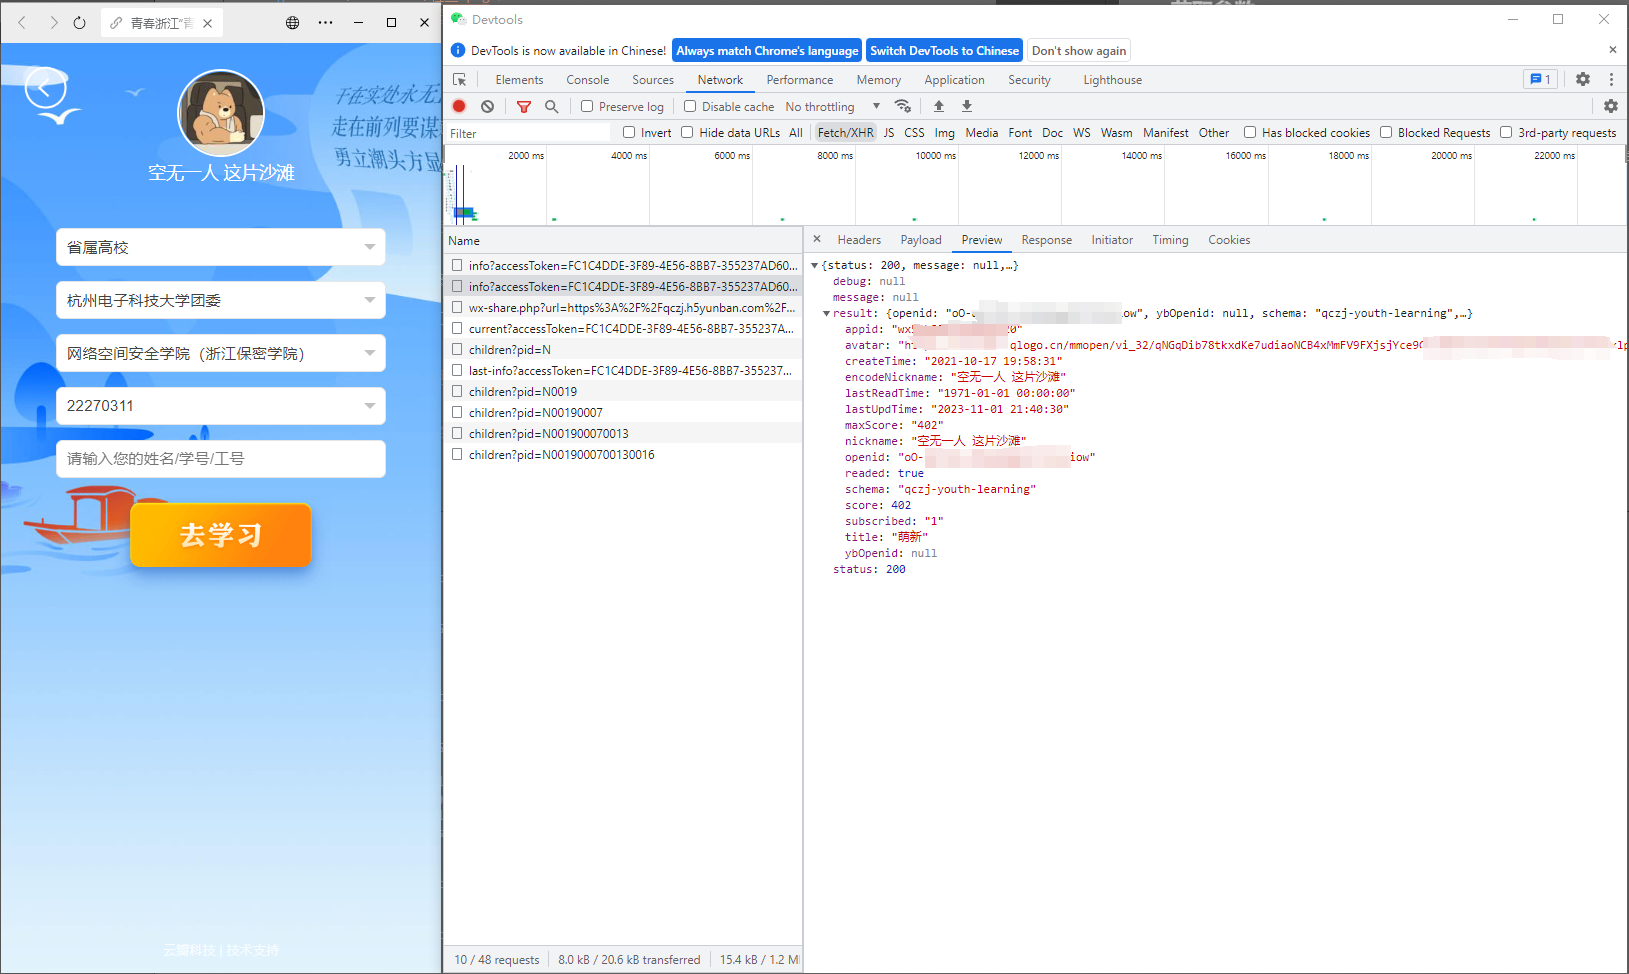 青春浙江“青
于在实处永无
走在前列要谋
勇立潮头方显
空无一人 这片沙滩
省属高校
杭州电子科技大学团委
网络空间安全学院（浙江保密学院）
22270311
请输入您的姓名/学号/工号
去学习
云瓣科技 | 技术支持
Devtools
DevTools is now available in Chinese! Always match Chrome's language Switch DevTools to Chinese Don't show again
Elements Console Sources Network Performance Memory Application Security Lighthouse 1
Preserve log Disable cache No throttling
Filter Invert Hide data URLs All Fetch/XHR JS CSS Img Media Font Doc WS Wasm Manifest Other Has blocked cookies Blocked Requests 3rd-party requests
2000 ms 4000 ms 6000 ms 8000 ms 10000 ms 12000 ms 14000 ms 16000 ms 18000 ms 20000 ms 22000 ms
Name
info?accessToken=FC1C4DDE-3F89-4E56-8BB7-355237AD60...
info?accessToken=FC1C4DDE-3F89-4E56-8BB7-355237AD60...
wx-share.php?url=https%3A%2F%2Fqczj.h5yunban.com%2F...
current?accessToken=FC1C4DDE-3F89-4E56-8BB7-355237A...
children?pid=N
last-info?accessToken=FC1C4DDE-3F89-4E56-8BB7-355237...
children?pid=N0019
children?pid=N00190007
children?pid=N001900070013
children?pid=N0019000700130016
10 / 48 requests 8.0 kB / 20.6 kB transferred 15.4 kB / 1.2 M
Headers Payload Preview Response Initiator Timing Cookies
{status: 200, message: null,…}
debug: null
message: null
result: {openid: "oO- ow", ybOpenid: null, schema: "qczj-youth-learning",…}
appid: "wx 20"
avatar: "h qlogo.cn/mmopen/vi_32/qNGqDib78tkxdKe7udiaoNCB4xMmFV9FXjsjYce9
createTime: "2021-10-17 19:58:31"
encodeNickname: "空无一人 这片沙滩"
lastReadTime: "1971-01-01 00:00:00"
lastUpdTime: "2023-11-01 21:40:30"
maxScore: "402"
nickname: "空无一人 这片沙滩"
openid: "oO- iow"
readed: true
schema: "qczj-youth-learning"
score: 402
subscribed: "1"
title: "萌新"
ybOpenid: null
status: 200